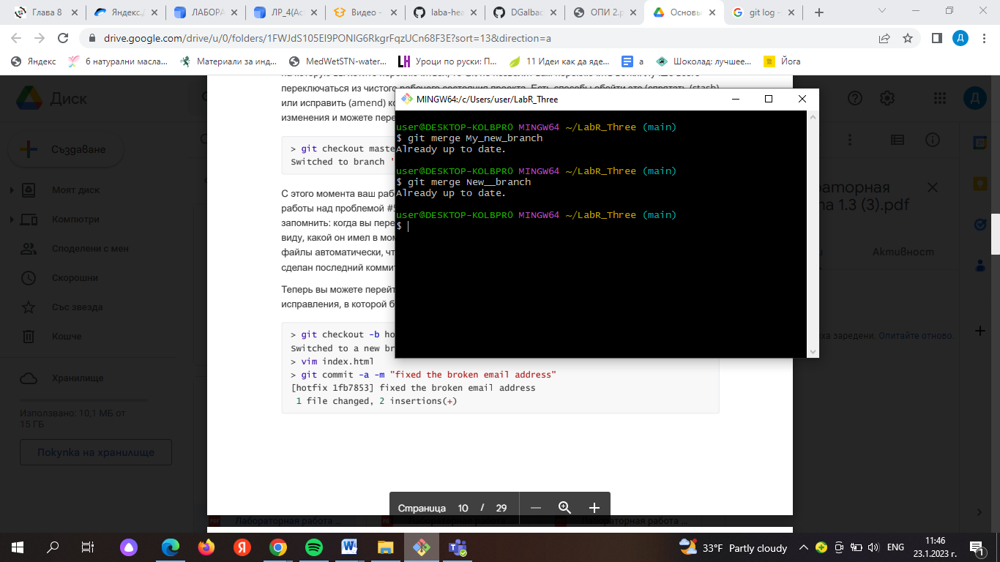 Глава 8
Яндекс.Д
ЛАБОРА
ЛР_4(Ас
Видео -
laba-hea
DGalbac
ОПИ 2.p
Основы
git log -
drive.google.com/drive/u/0/folders/1FWJdS105EI9PONIG6RkgrFqzUCn68F3E?sort=13&direction=a
Д
Яндекс
6 натурални масла...
Материали за инд...
MedWetSTN-water...
Уроци по руски: П...
11 Идеи как да яде...
а
Шоколад: лучшее...
Йога
Диск
Създаване
Моят диск
Компютри
Споделени с мен
Скорошни
Със звезда
Кошче
Хранилище
Използвано: 10,1 МБ от
15 ГБ
Покупка на хранилище
переключаться из чистого рабочего состояния проекта. Есть способы обойти это (спрятать (stash)
или исправить (amend) ко
изменения и можете пере
> git checkout maste
Switched to branch '
С этого момента ваш раб
работы над проблемой #5
запомнить: когда вы пере
виду, какой он имел в мом
файлы автоматически, чт
сделан последний коммит
Теперь вы можете перейт
исправления, в которой б
> git checkout -b ho
Switched to a new br
> vim index.html
> git commit -a -m "fixed the broken email address"
[hotfix 1fb7853] fixed the broken email address
1 file changed, 2 insertions(+)
MINGW64:/c/Users/user/LabR_Three
user@DESKTOP-KOLBPRO MINGW64 ~/LabR_Three (main)
$ git merge My_new_branch
Already up to date.
user@DESKTOP-KOLBPRO MINGW64 ~/LabR_Three (main)
$ git merge New__branch
Already up to date.
user@DESKTOP-KOLBPRO MINGW64 ~/LabR_Three (main)
$
Д
раторная
та 1.3 (3).pdf
Активност
ха заредени. Опитайте отново.
Страница 10 / 29
Лабораторная работа ...
Лабораторная работа ...
Лабораторная работа ...
33°F Partly cloudy
ENG
11:46
23.1.2023 г.
1